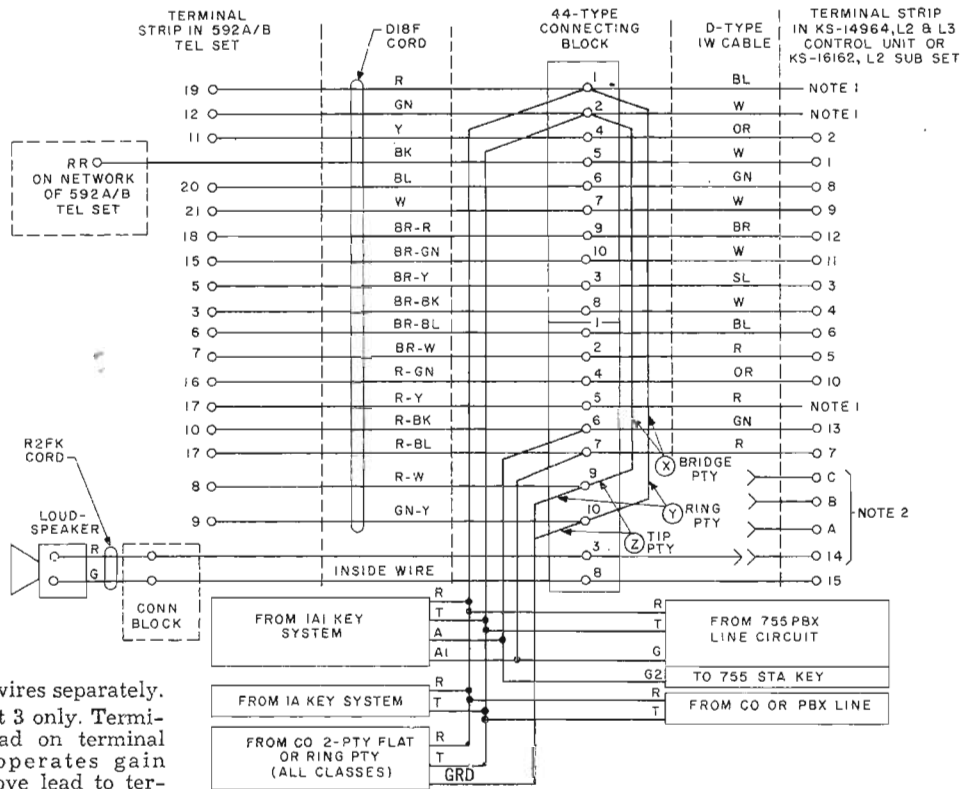 TERMINAL
STRIP IN 592A/B
TEL SET
D18F
CORD
44-TYPE
CONNECTING
BLOCK
D-TYPE
IW CABLE
TERMINAL STRIP
IN KS-14964, L2 & L3
CONTROL UNIT OR
KS-16162, L2 SUB SET
19 R 1 BL NOTE 1
12 GN 2 W NOTE 1
11 Y 4 OR 2
RR BK 5 W 1
ON NETWORK
OF 592A/B
TEL SET
20 BL 6 GN 8
21 W 7 W 9
18 BR-R 9 BR 12
15 BR-GN 10 W 11
5 BR-Y 3 SL 3
3 BR-BK 8 W 4
6 BR-BL 1 BL 6
7 BR-W 2 R 5
16 R-GN 4 OR 10
17 R-Y 5 R NOTE 1
10 R-BK 6 GN 13
17 R-BL 7 R 7
8 R-W 9 C
9 GN-Y 10 B
A
NOTE 2
X BRIDGE
PTY
Y RING
PTY
Z TIP
PTY
R2FK
CORD
LOUD-
SPEAKER
R 3 14
G INSIDE WIRE 8 15
CONN
BLOCK
FROM 1A1 KEY
SYSTEM
R
T
A
A1
FROM 1A KEY SYSTEM
R
T
FROM CO 2-PTY FLAT
OR RING PTY
(ALL CLASSES)
R
T
GRD
R
T
G
FROM 755 PBX
LINE CIRCUIT
G2 TO 755 STA KEY
R
T
FROM CO OR PBX LINE
wires separately.
t 3 only. Termi-
ad on terminal
operates gain
ove lead to ter-